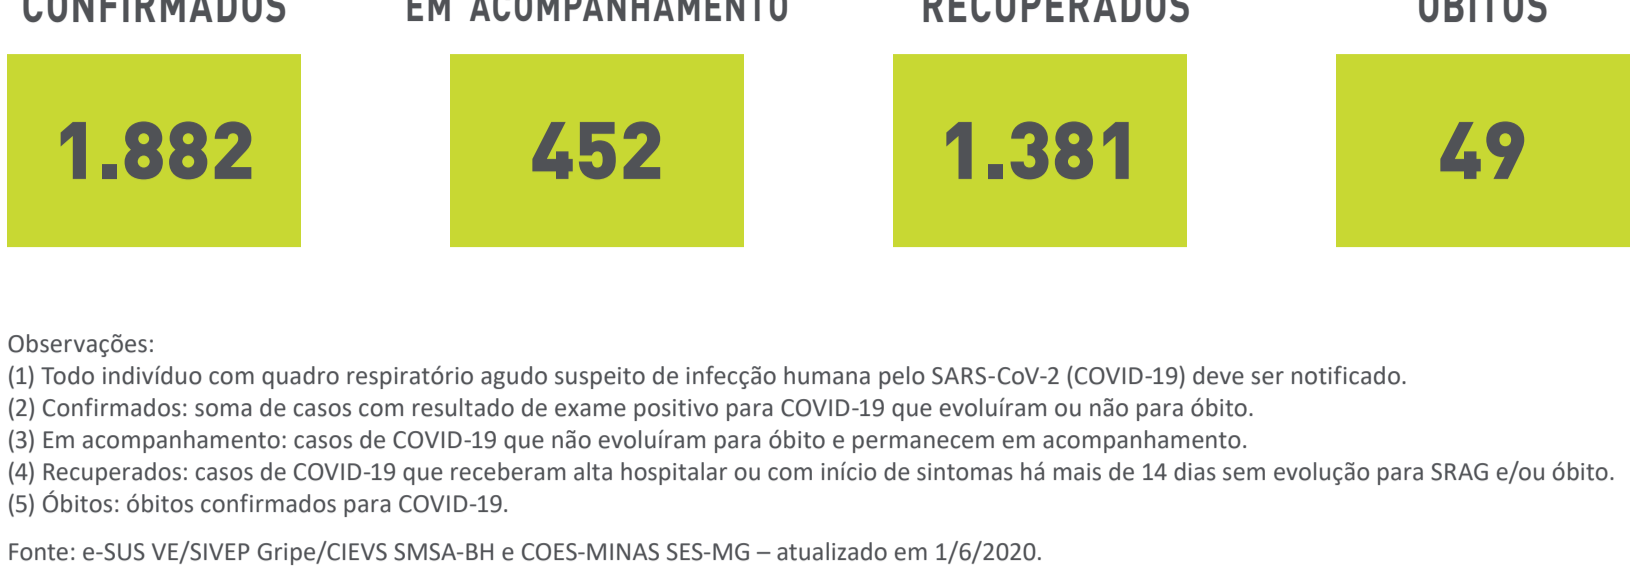 CONFIRMADOS EM ACOMPANHAMENTO RECUPERADOS ÓBITOS
1.882 452 1.381 49
Observações:
(1) Todo indivíduo com quadro respiratório agudo suspeito de infecção humana pelo SARS-CoV-2 (COVID-19) deve ser notificado.
(2) Confirmados: soma de casos com resultado de exame positivo para COVID-19 que evoluíram ou não para óbito.
(3) Em acompanhamento: casos de COVID-19 que não evoluíram para óbito e permanecem em acompanhamento.
(4) Recuperados: casos de COVID-19 que receberam alta hospitalar ou com início de sintomas há mais de 14 dias sem evolução para SRAG e/ou óbito.
(5) Óbitos: óbitos confirmados para COVID-19.
Fonte: e-SUS VE/SIVEP Gripe/CIEVS SMSA-BH e COES-MINAS SES-MG – atualizado em 1/6/2020.